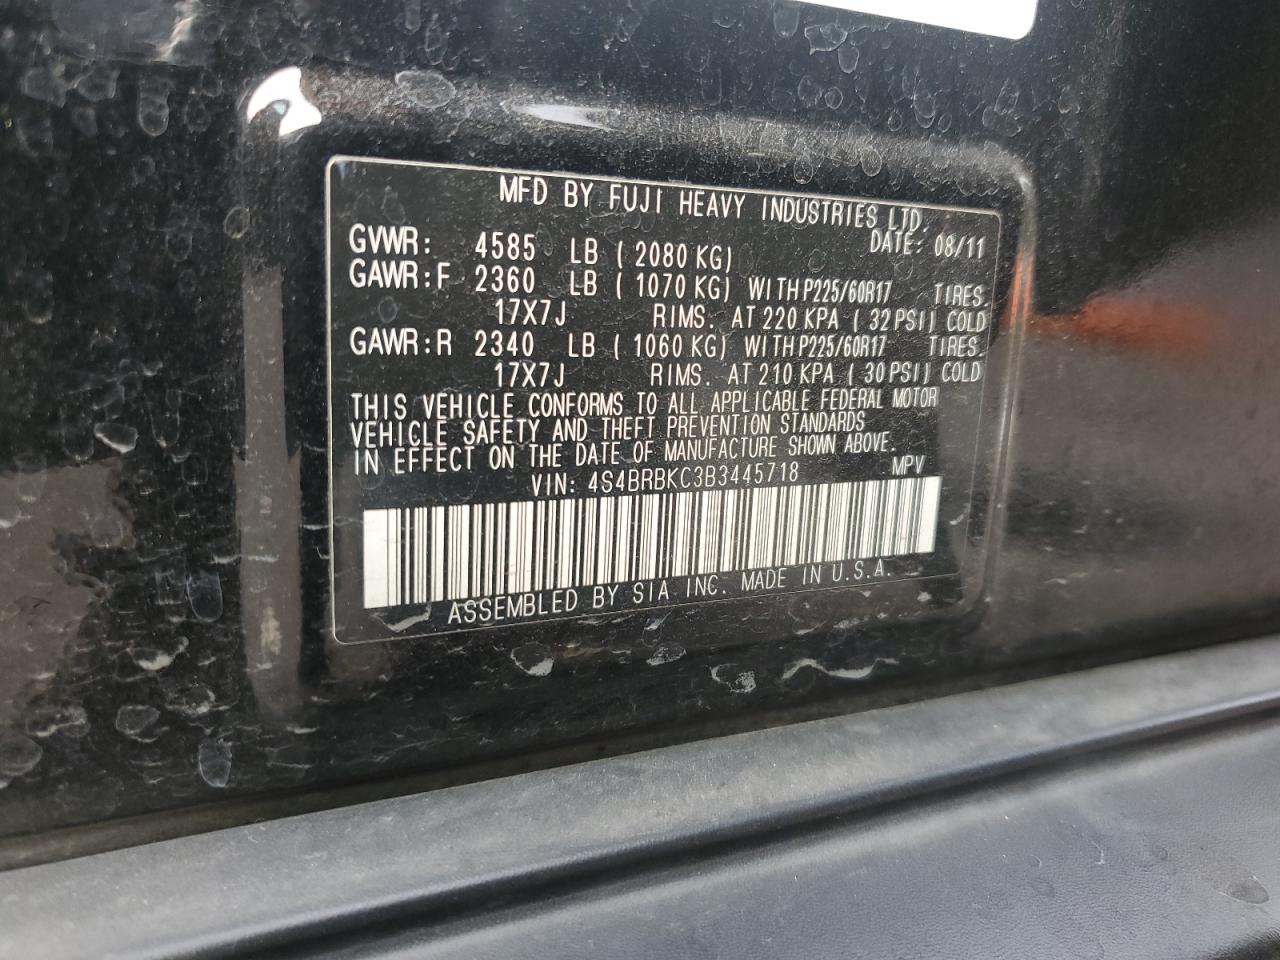 MFD BY FUJI HEAVY INDUSTRIES LTD.
DATE: 08/11
GVWR: 4585 LB ( 2080 KG)
GAWR:F 2360 LB ( 1070 KG) WITH P225/60R17 TIRES.
17X7J RIMS. AT 220 KPA ( 32 PSI) COLD
GAWR:R 2340 LB ( 1060 KG) WITH P225/60R17 TIRES.
17X7J RIMS. AT 210 KPA ( 30 PSI) COLD
THIS VEHICLE CONFORMS TO ALL APPLICABLE FEDERAL MOTOR
VEHICLE SAFETY AND THEFT PREVENTION STANDARDS
IN EFFECT ON THE DATE OF MANUFACTURE SHOWN ABOVE.
VIN: 4S4BRBKC3B3445718 MPV
ASSEMBLED BY SIA INC. MADE IN U.S.A.